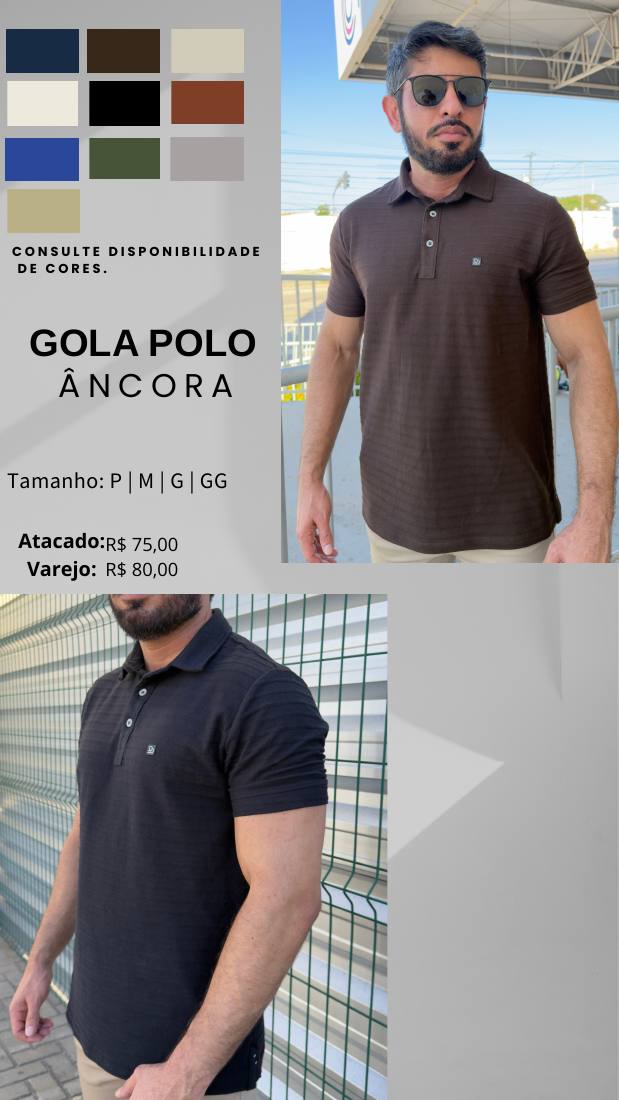 CONSULTE DISPONIBILIDADE
DE CORES.
GOLA POLO
ÂNCORA
Tamanho: P | M | G | GG
Atacado: R$ 75,00
Varejo: R$ 80,00